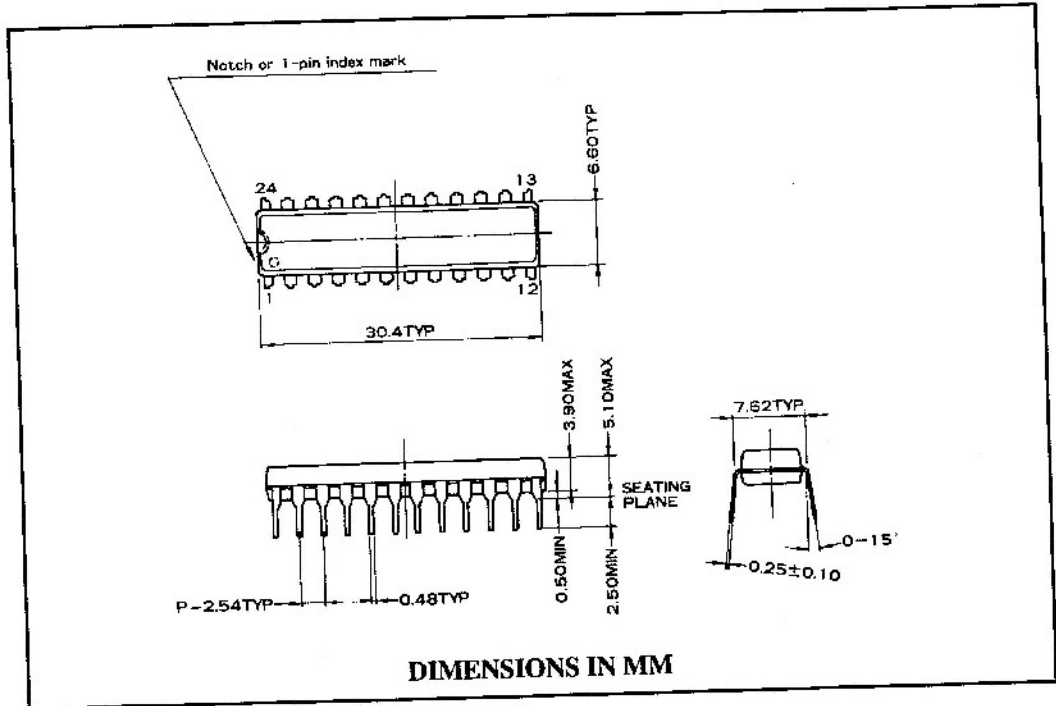 Notch or 1-pin index mark
6.60TYP
24
13
1
12
30.4TYP
3.90MAX
5.10MAX
7.62TYP
SEATING
PLANE
0.50MIN
2.50MIN
0-15°
0.25±0.10
P-2.54TYP
0.48TYP
DIMENSIONS IN MM